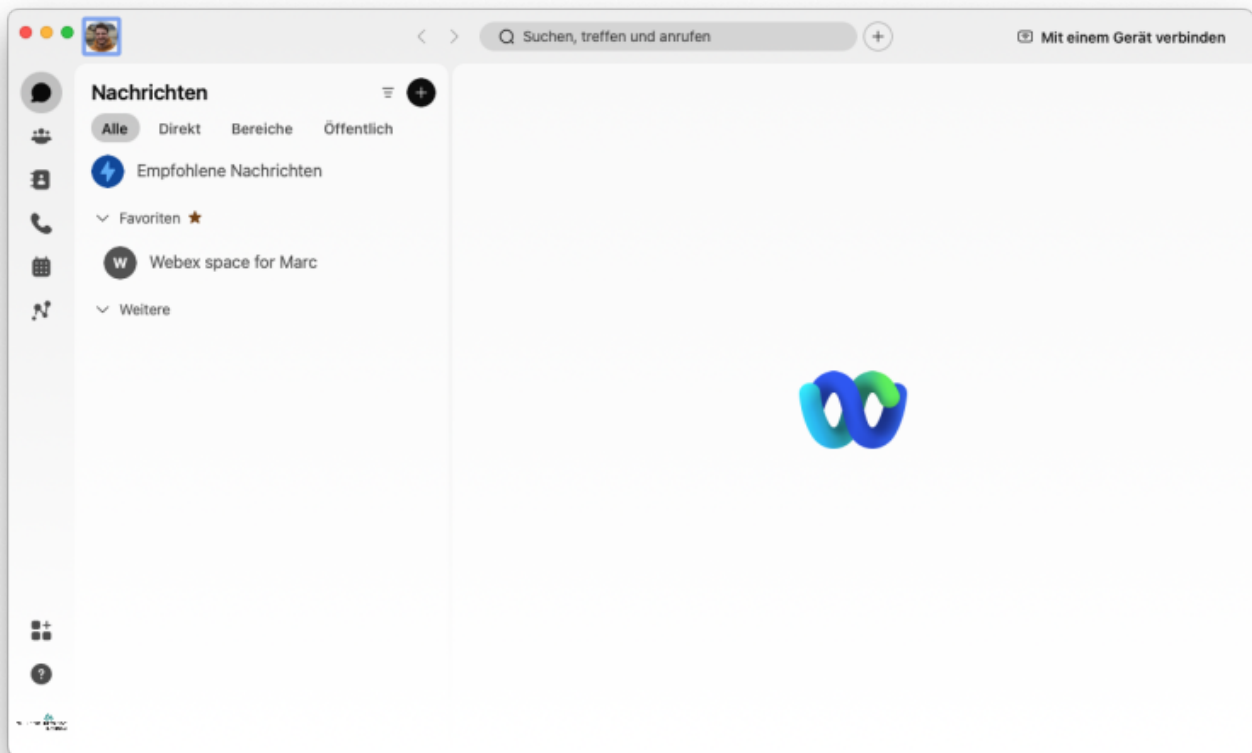 Suchen, treffen und anrufen
Mit einem Gerät verbinden
Nachrichten
Alle Direkt Bereiche Öffentlich
Empfohlene Nachrichten
Favoriten
W Webex space for Marc
Weitere
?